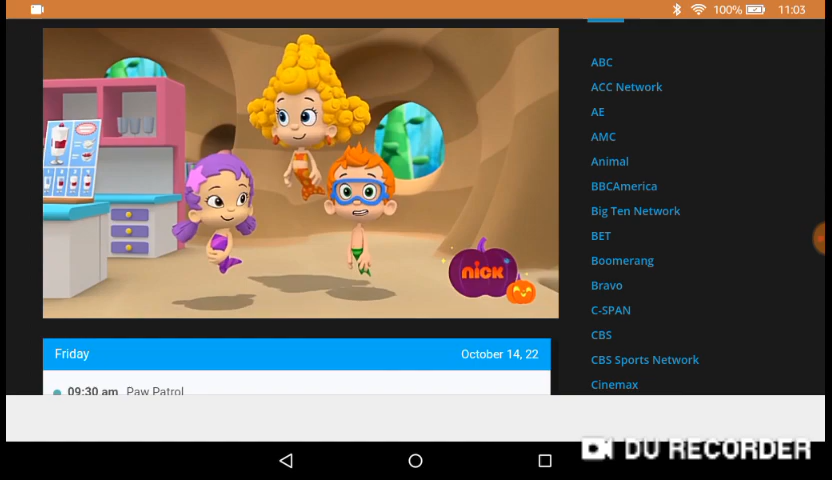 100% 11:03
nick
Friday October 14, 22
09:30 am Paw Patrol
ABC
ACC Network
AE
AMC
Animal
BBCAmerica
Big Ten Network
BET
Boomerang
Bravo
C-SPAN
CBS
CBS Sports Network
Cinemax
DU RECORDER